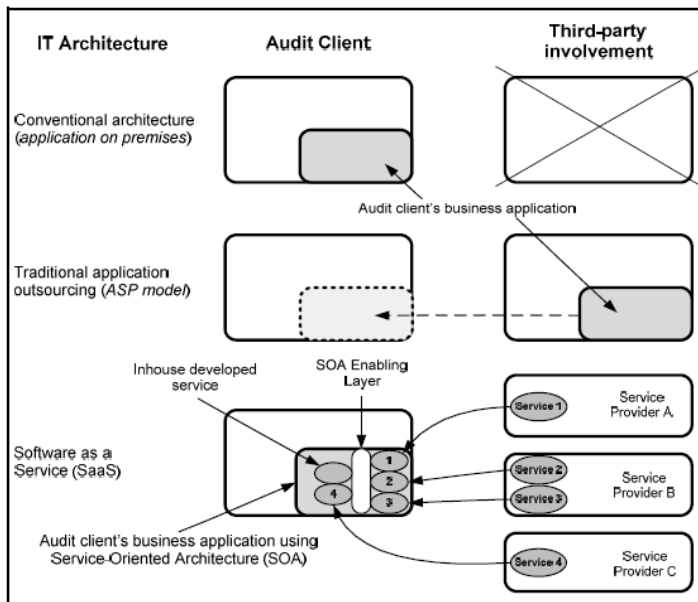 IT Architecture
Audit Client
Third-party
involvement
Conventional architecture
(application on premises)
Audit client's business application
Traditional application
outsourcing (ASP model)
Inhouse developed
service
SOA Enabling
Layer
Software as a
Service (SaaS)
1
2
3
4
Service 1
Service
Provider A
Service 2
Service 3
Service
Provider B
Service 4
Service
Provider C
Audit client's business application using
Service-Oriented Architecture (SOA)